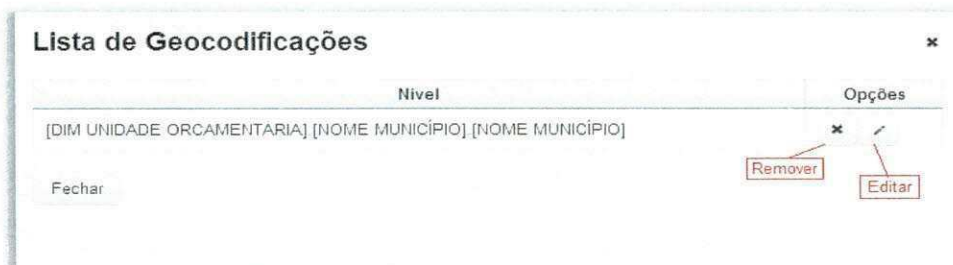 Lista de Geocodificações
Nivel Opções
[DIM UNIDADE ORCAMENTARIA].[NOME MUNICÍPIO].[NOME MUNICÍPIO]
Remover
Editar
Fechar